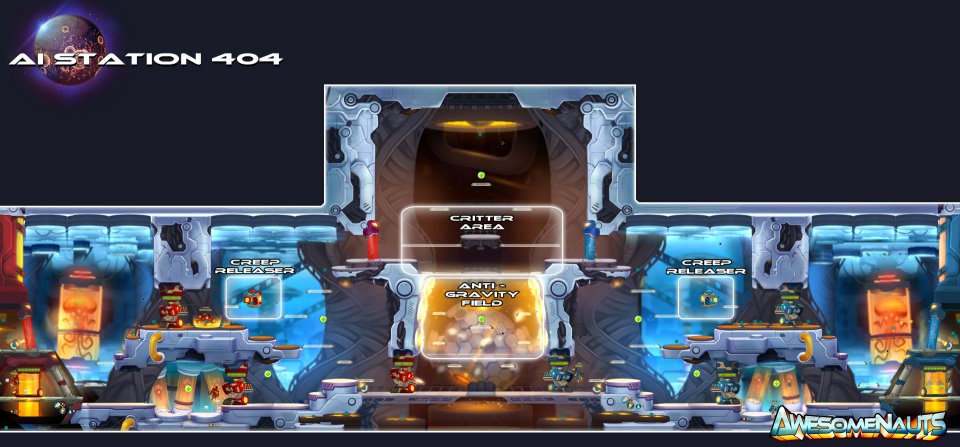 AI STATION 404
CRITTER
AREA
CREEP
RELEASER
ANTI -
GRAVITY
FIELD
CREEP
RELEASER
AWESOMENAUTS